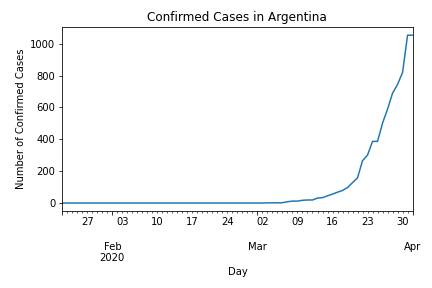 Confirmed Cases in Argentina
Number of Confirmed Cases
1000
800
600
400
200
0
27 03 10 17 24 02 09 16 23 30
Feb Mar Apr
2020
Day